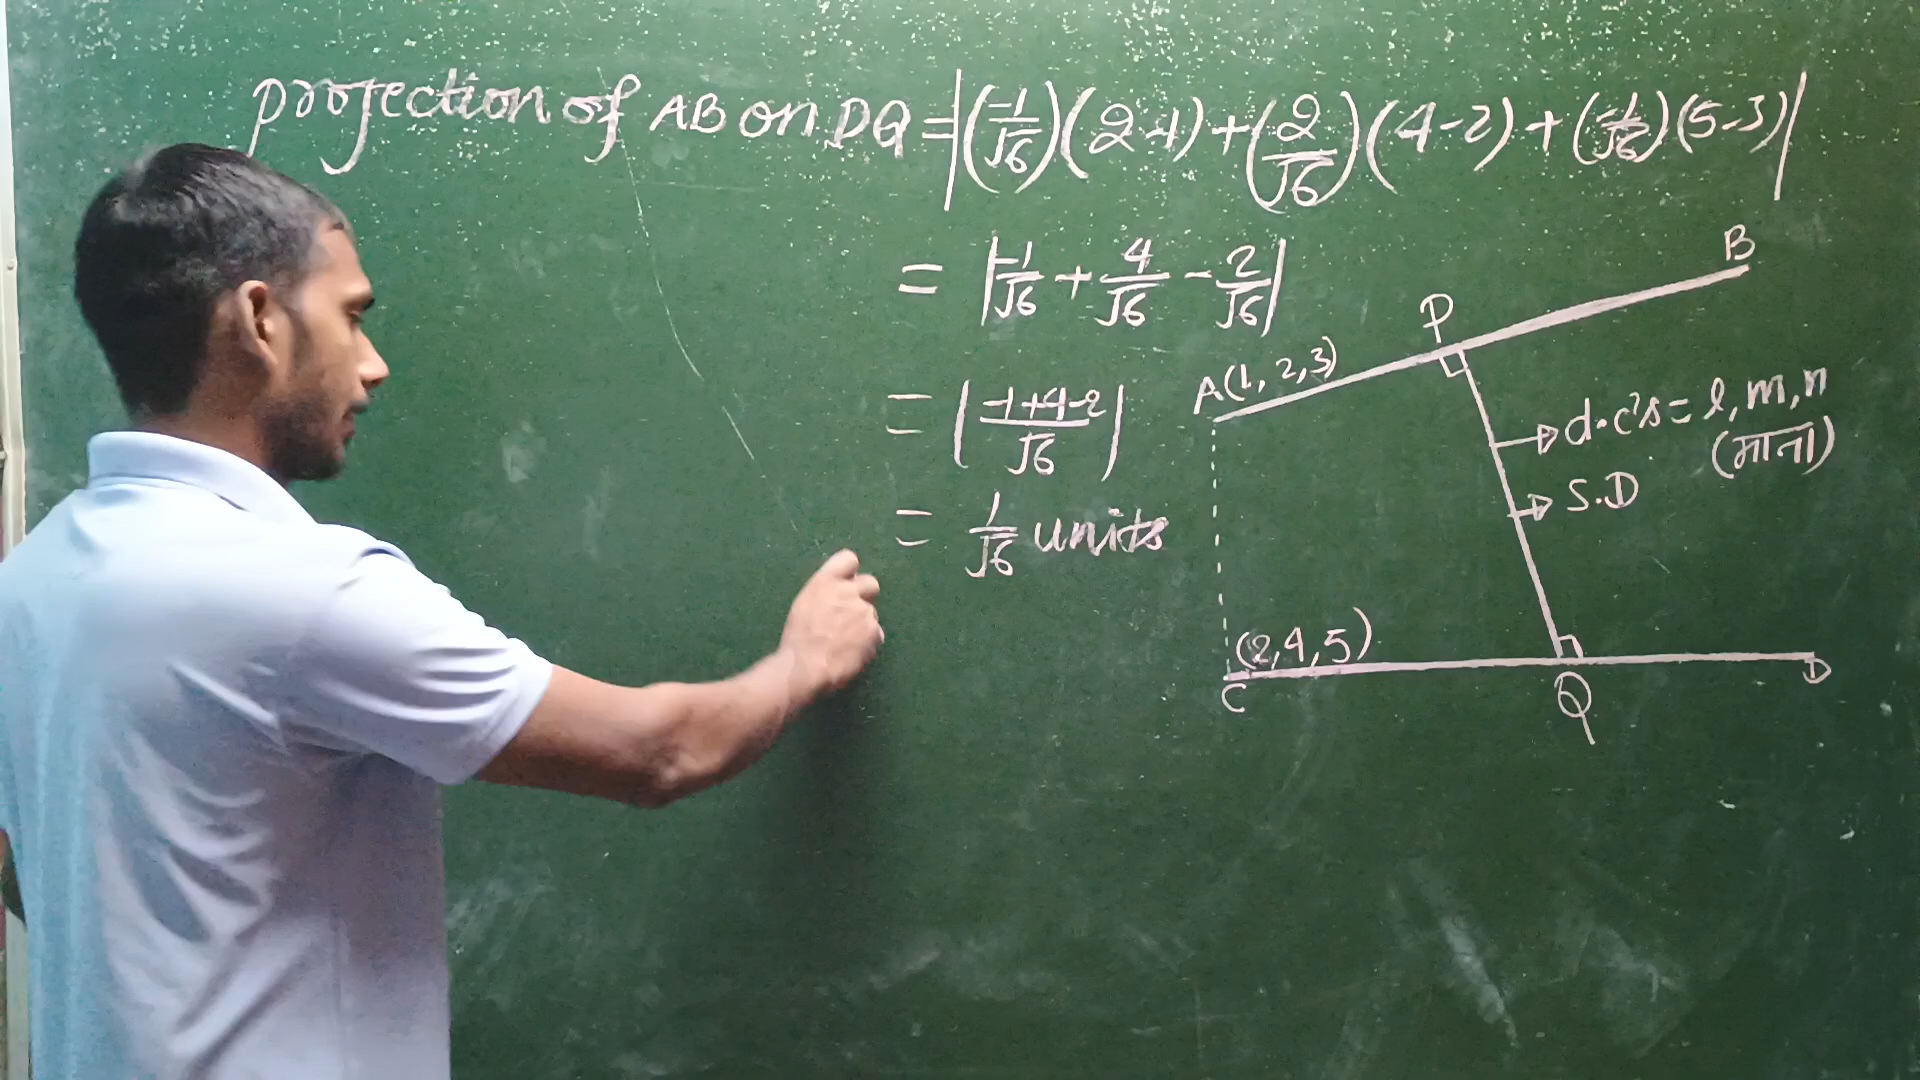 projection of AB on DQ = |(-1/√6)(2-1)+(2/√6)(4-2)+(-1/√6)(5-3)|
= |-1/√6 + 4/√6 - 2/√6|
= |(-1+4-2)/√6|
= 1/√6 units
B
P
A(1, 2, 3)
d.c's = l, m, n
(माना)
S.D
(2,4,5)
C
Q
D